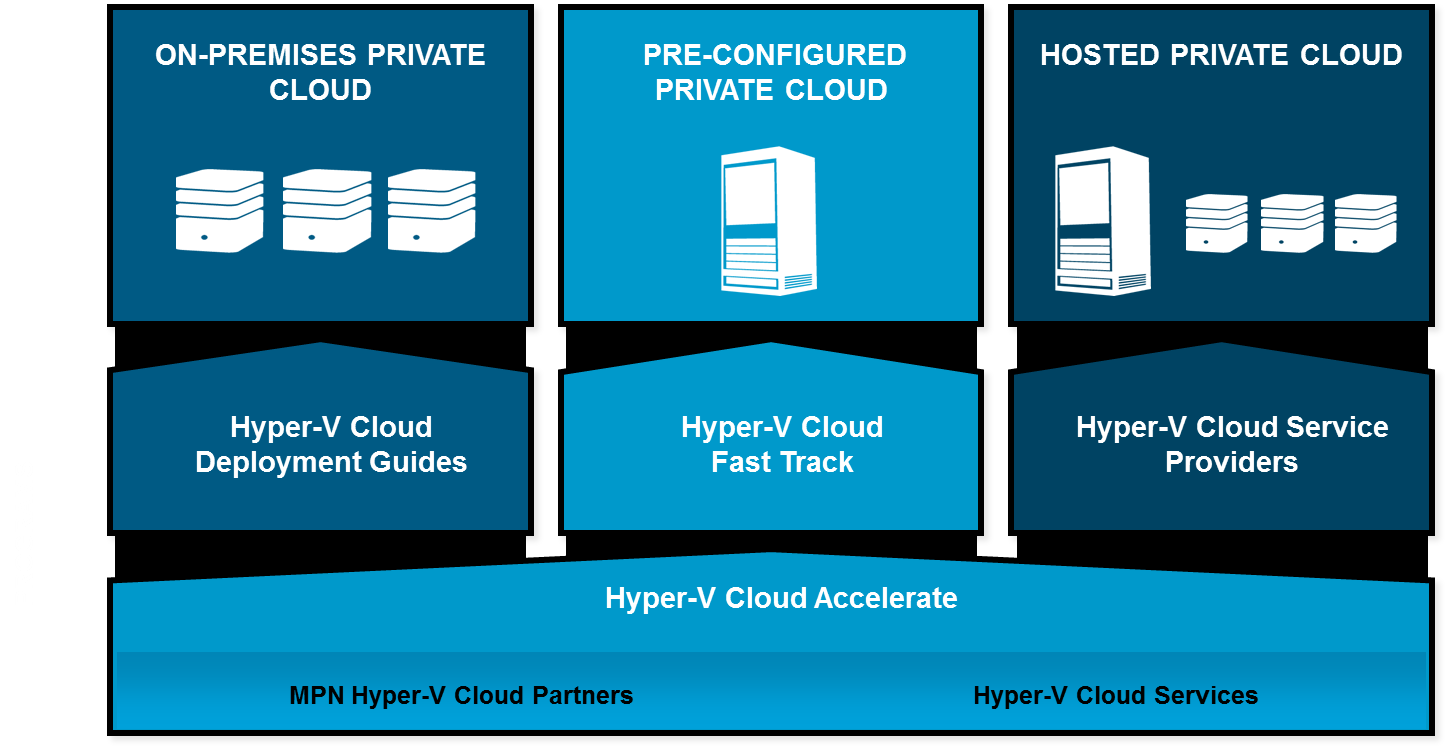 ON-PREMISES PRIVATE
CLOUD
PRE-CONFIGURED
PRIVATE CLOUD
HOSTED PRIVATE CLOUD
Hyper-V Cloud
Deployment Guides
Hyper-V Cloud
Fast Track
Hyper-V Cloud Service
Providers
Hyper-V Cloud Accelerate
MPN Hyper-V Cloud Partners
Hyper-V Cloud Services